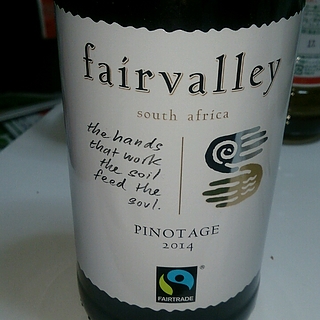 fairvalley
south africa
the hands
that work
the soil
feed the
soul.
PINOTAGE
2014
®
FAIRTRADE